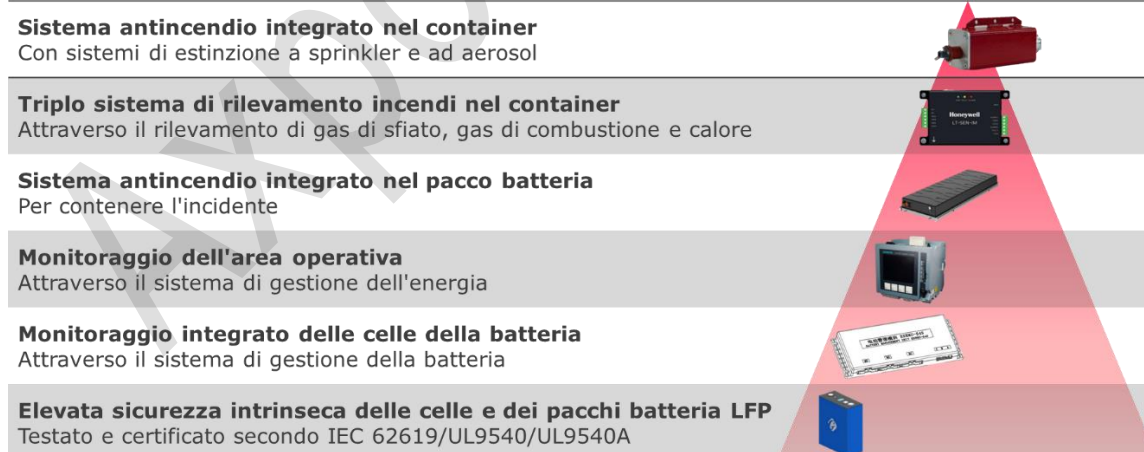 Sistema antincendio integrato nel container
Con sistemi di estinzione a sprinkler e ad aerosol
Triplo sistema di rilevamento incendi nel container
Attraverso il rilevamento di gas di sfiato, gas di combustione e calore
Honeywell
Sistema antincendio integrato nel pacco batteria
Per contenere l'incidente
Monitoraggio dell'area operativa
Attraverso il sistema di gestione dell'energia
Monitoraggio integrato delle celle della batteria
Attraverso il sistema di gestione della batteria
Elevata sicurezza intrinseca delle celle e dei pacchi batteria LFP
Testato e certificato secondo IEC 62619/UL9540/UL9540A